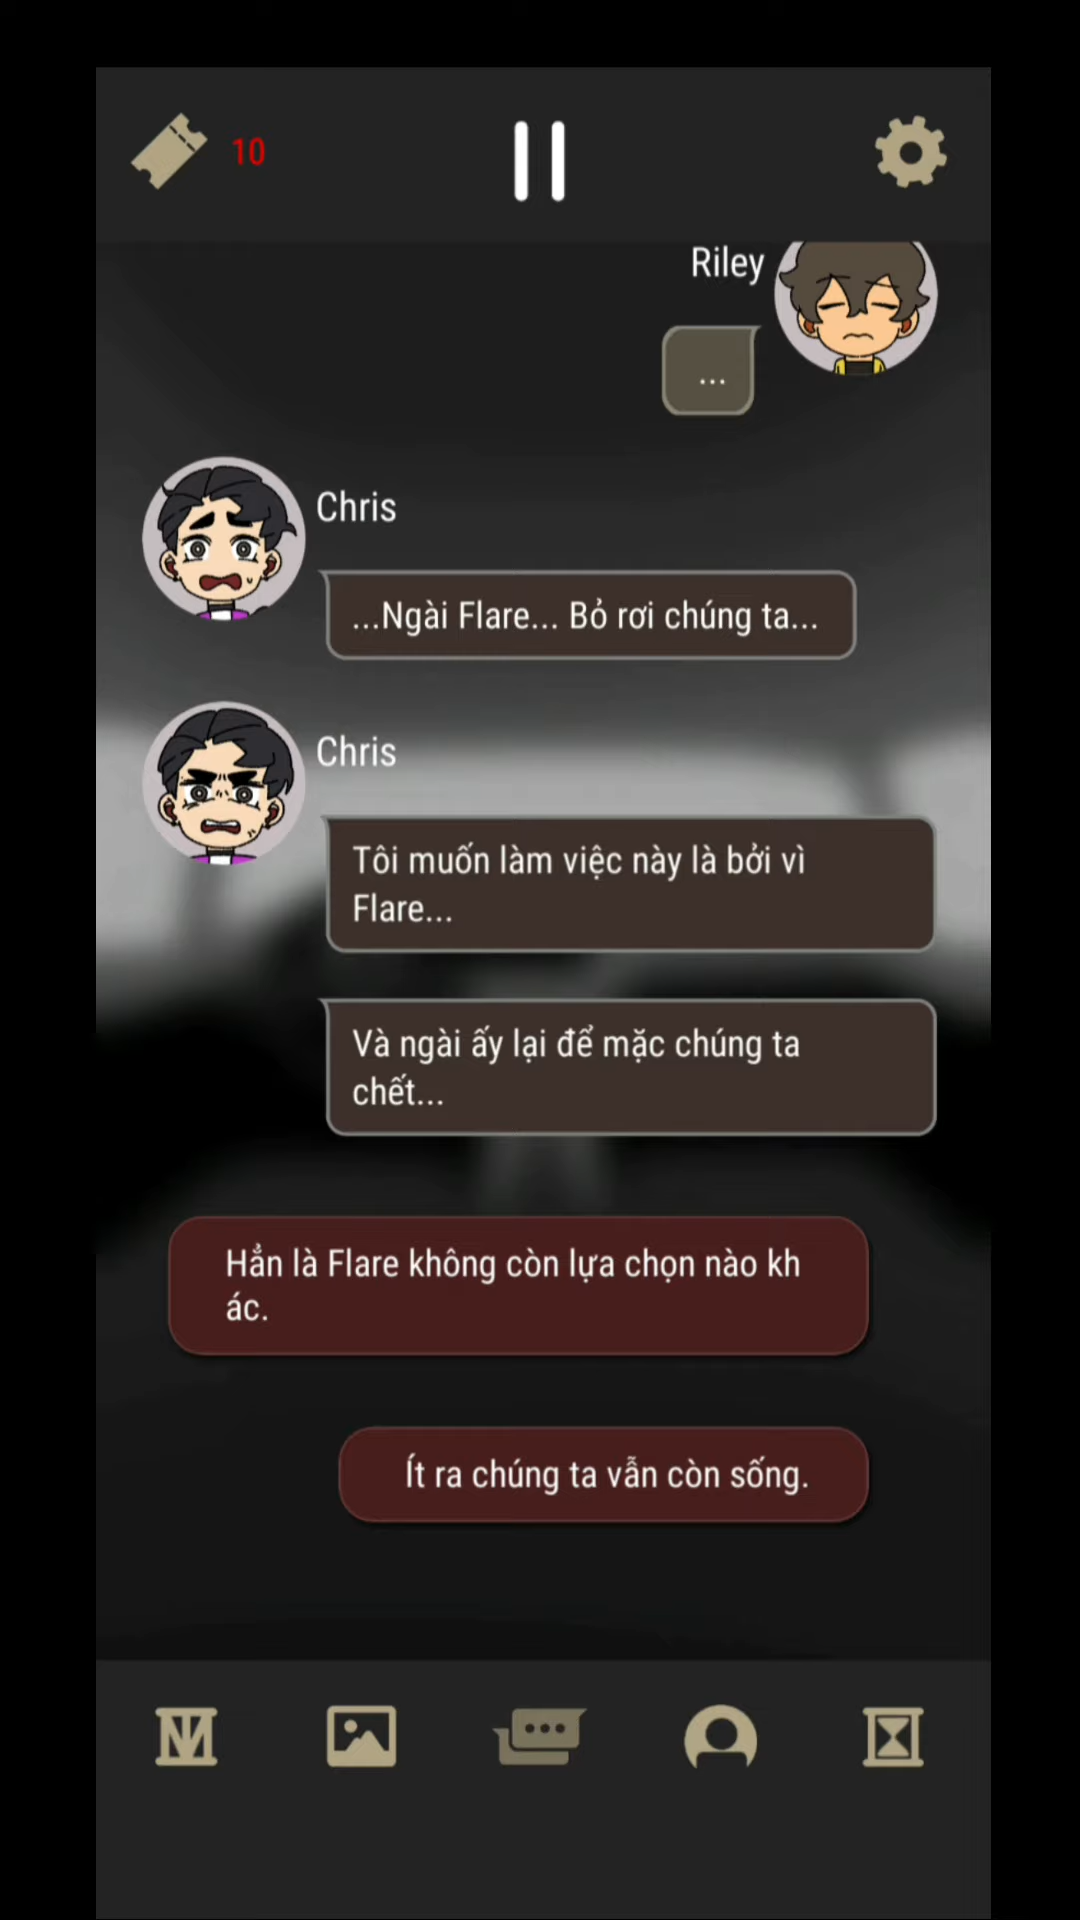 10
Riley
...
Chris
...Ngài Flare... Bỏ rơi chúng ta...
Chris
Tôi muốn làm việc này là bởi vì
Flare...
Và ngài ấy lại để mặc chúng ta
chết...
Hẳn là Flare không còn lựa chọn nào kh
ác.
Ít ra chúng ta vẫn còn sống.